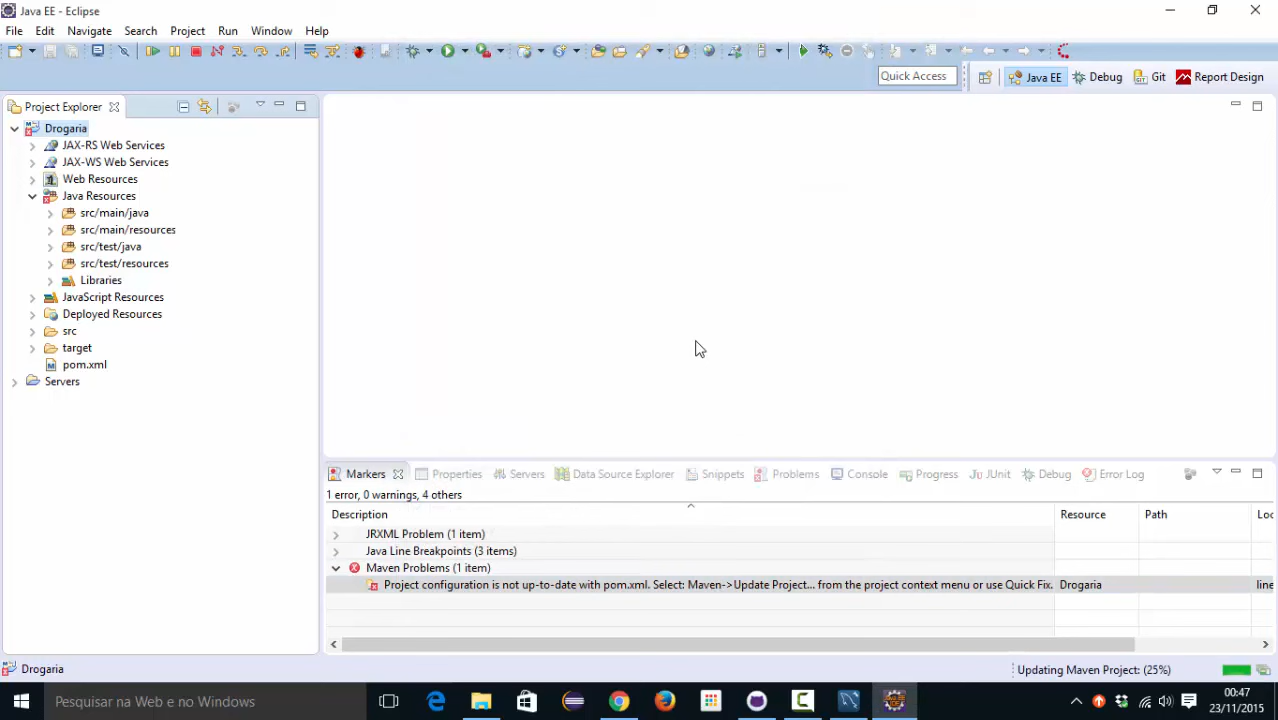 Java EE - Eclipse
File Edit Navigate Search Project Run Window Help
Quick Access
Java EE Debug Git Report Design
Project Explorer
Drogaria
JAX-RS Web Services
JAX-WS Web Services
Web Resources
Java Resources
src/main/java
src/main/resources
src/test/java
src/test/resources
Libraries
JavaScript Resources
Deployed Resources
src
target
pom.xml
Servers
Markers Properties Servers Data Source Explorer Snippets Problems Console Progress JUnit Debug Error Log
1 error, 0 warnings, 4 others
Description Resource Path Loc
JRXML Problem (1 item)
Java Line Breakpoints (3 items)
Maven Problems (1 item)
Project configuration is not up-to-date with pom.xml. Select: Maven->Update Project... from the project context menu or use Quick Fix. Drogaria line
Drogaria Updating Maven Project: (25%)
Pesquisar na Web e no Windows
00:47
23/11/2015